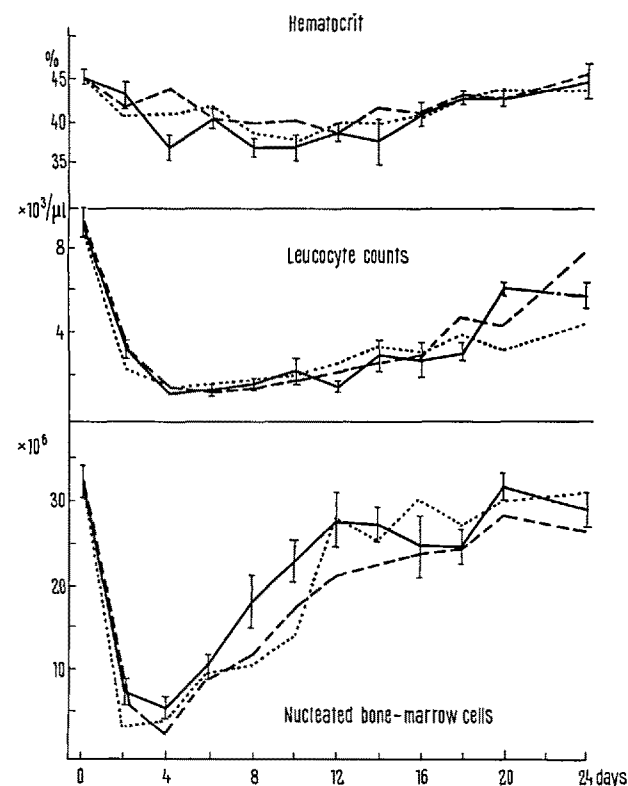 Hematocrit
%
45
40
35
×10³/µl
8
Leucocyte counts
4
×10⁶
30
20
10
Nucleated bone-marrow cells
0 4 8 12 16 20 24 days